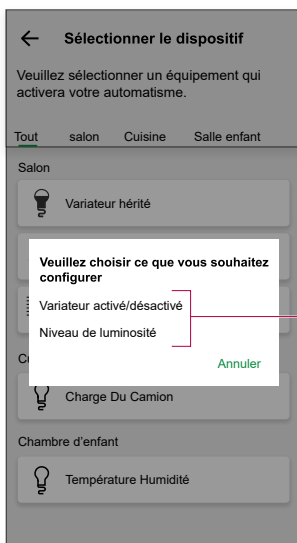 Sélectionner le dispositif
Veuillez sélectionner un équipement qui
activera votre automatisme.
Tout salon Cuisine Salle enfant
Salon
Variateur hérité
Veuillez choisir ce que vous souhaitez
configurer
Variateur activé/désactivé
Niveau de luminosité
Annuler
Cu
Charge Du Camion
Chambre d'enfant
Température Humidité